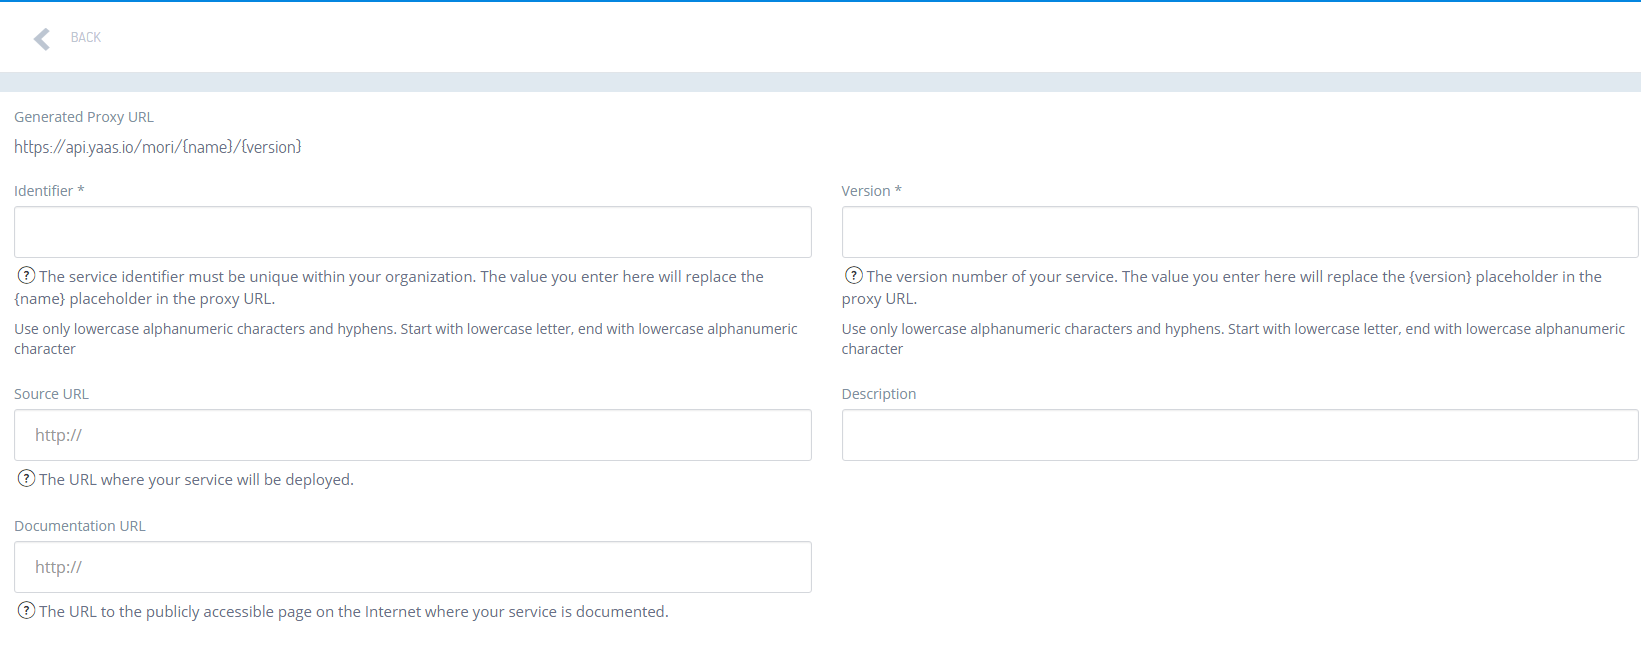 BACK
Generated Proxy URL
https://api.yaas.io/mori/{name}/{version}
Identifier *
? The service identifier must be unique within your organization. The value you enter here will replace the
{name} placeholder in the proxy URL.
Use only lowercase alphanumeric characters and hyphens. Start with lowercase letter, end with lowercase alphanumeric
character
Version *
? The version number of your service. The value you enter here will replace the {version} placeholder in the
proxy URL.
Use only lowercase alphanumeric characters and hyphens. Start with lowercase letter, end with lowercase alphanumeric
character
Source URL
http://
? The URL where your service will be deployed.
Description
Documentation URL
http://
? The URL to the publicly accessible page on the Internet where your service is documented.